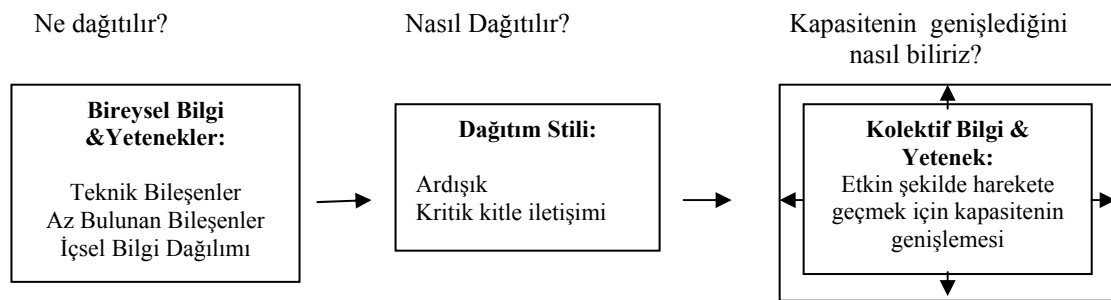 Ne dağıtılır?
Nasıl Dağıtılır?
Kapasitenin genişlediğini
nasıl biliriz?
Bireysel Bilgi
&Yetenekler:
Teknik Bileşenler
Az Bulunan Bileşenler
İçsel Bilgi Dağılımı
Dağıtım Stili:
Ardışık
Kritik kitle iletişimi
Kolektif Bilgi &
Yetenek:
Etkin şekilde harekete
geçmek için kapasitenin
genişlemesi